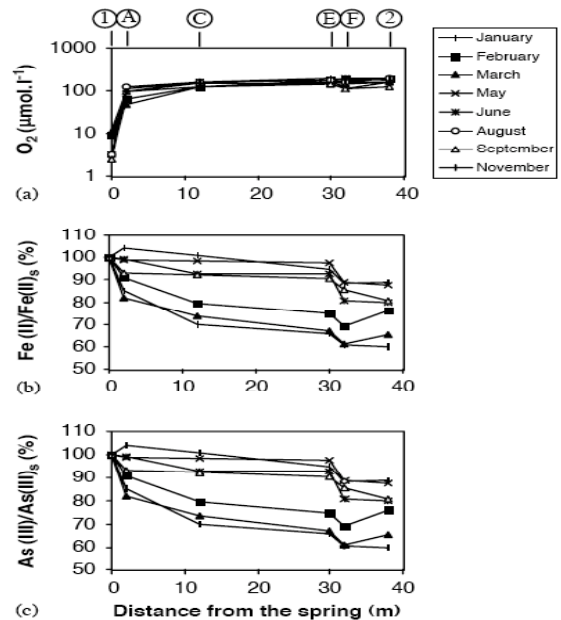 1 A C E F 2
1000
100
10
1
O₂ (µmol.l⁻¹)
0 10 20 30 40
(a)
January
February
March
May
June
August
September
November
110
100
90
80
70
60
50
Fe (II)/Fe(II)s (%)
0 10 20 30 40
(b)
110
100
90
80
70
60
50
As (III)/As(III)s (%)
0 10 20 30 40
(c) Distance from the spring (m)